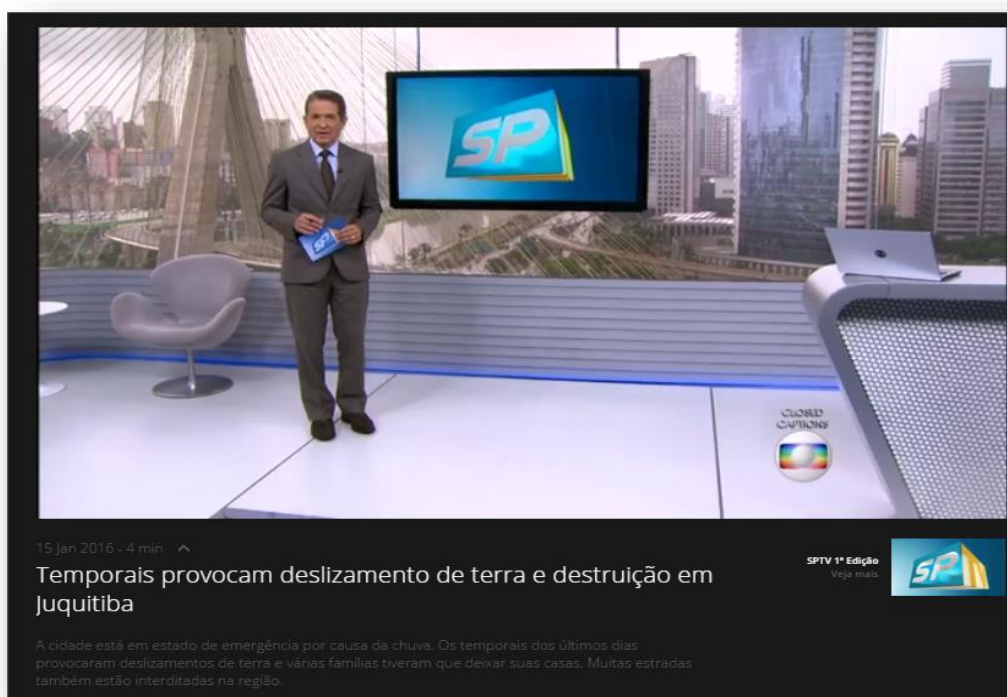 SP
SP
CLOSED
CAPTIONS
15 Jan 2016 - 4 min
Temporais provocam deslizamento de terra e destruição em
Juquitiba
SPTV 1ª Edição
Veja mais
SP
A cidade está em estado de emergência por causa da chuva. Os temporais dos últimos dias
provocaram deslizamentos de terra e várias famílias tiveram que deixar suas casas. Muitas estradas
também estão interditadas na região.